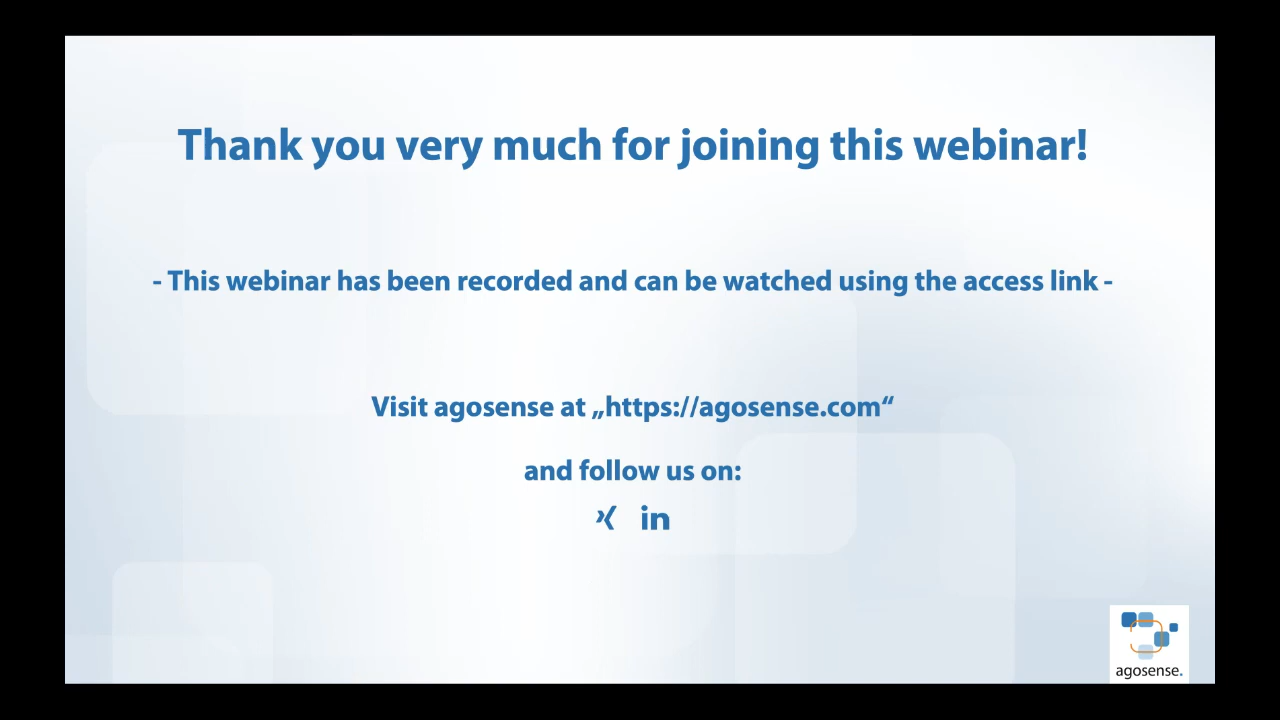 Thank you very much for joining this webinar!
- This webinar has been recorded and can be watched using the access link -
Visit agosense at „https://agosense.com“
and follow us on:
in
agosense.